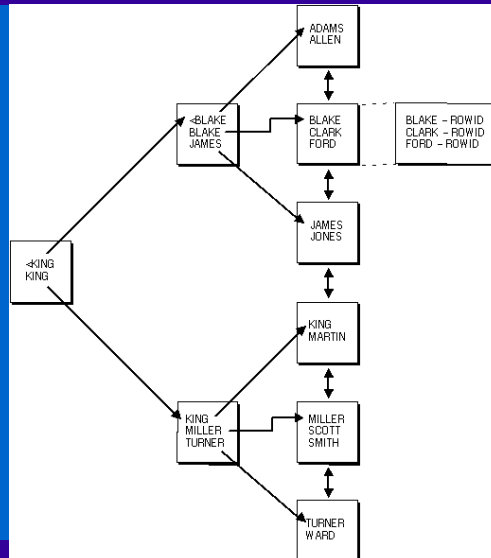 ADAMS
ALLEN
<BLAKE
BLAKE
JAMES
BLAKE
CLARK
FORD
BLAKE – ROWID
CLARK – ROWID
FORD – ROWID
JAMES
JONES
<KING
KING
KING
MARTIN
KING
MILLER
TURNER
MILLER
SCOTT
SMITH
TURNER
WARD